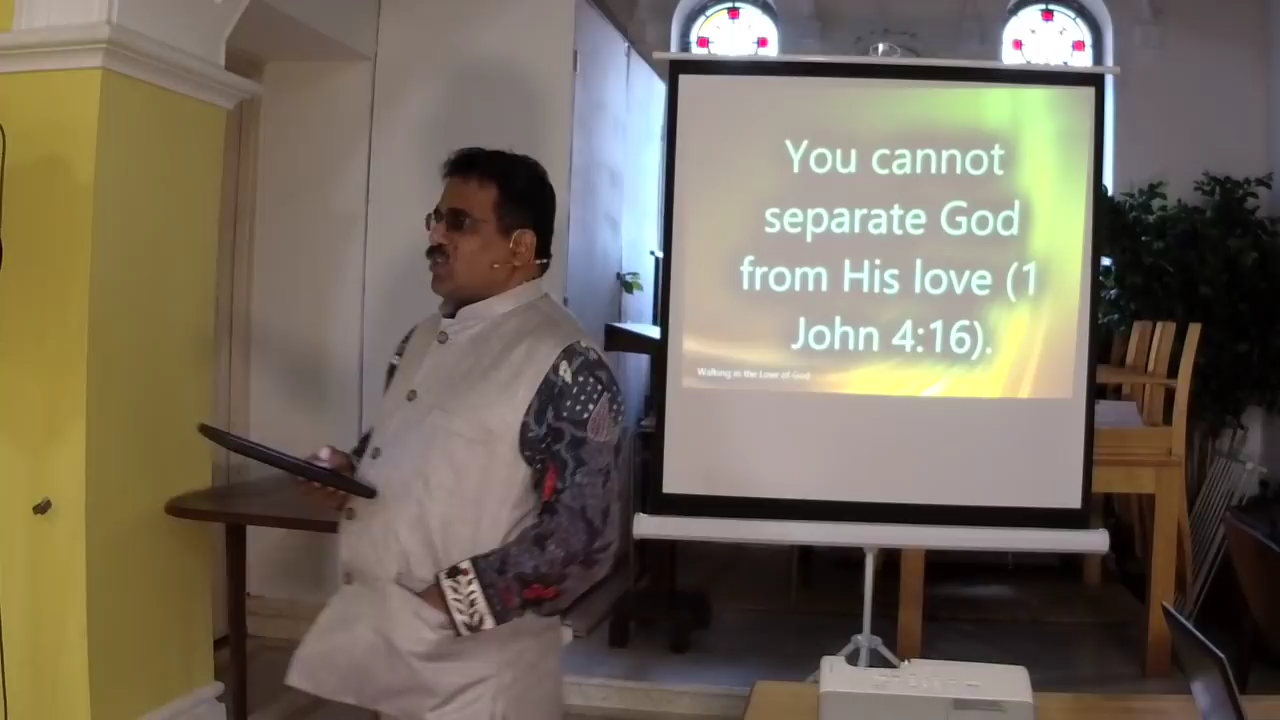 You cannot
separate God
from His love (1
John 4:16).
Walking in the Love of God